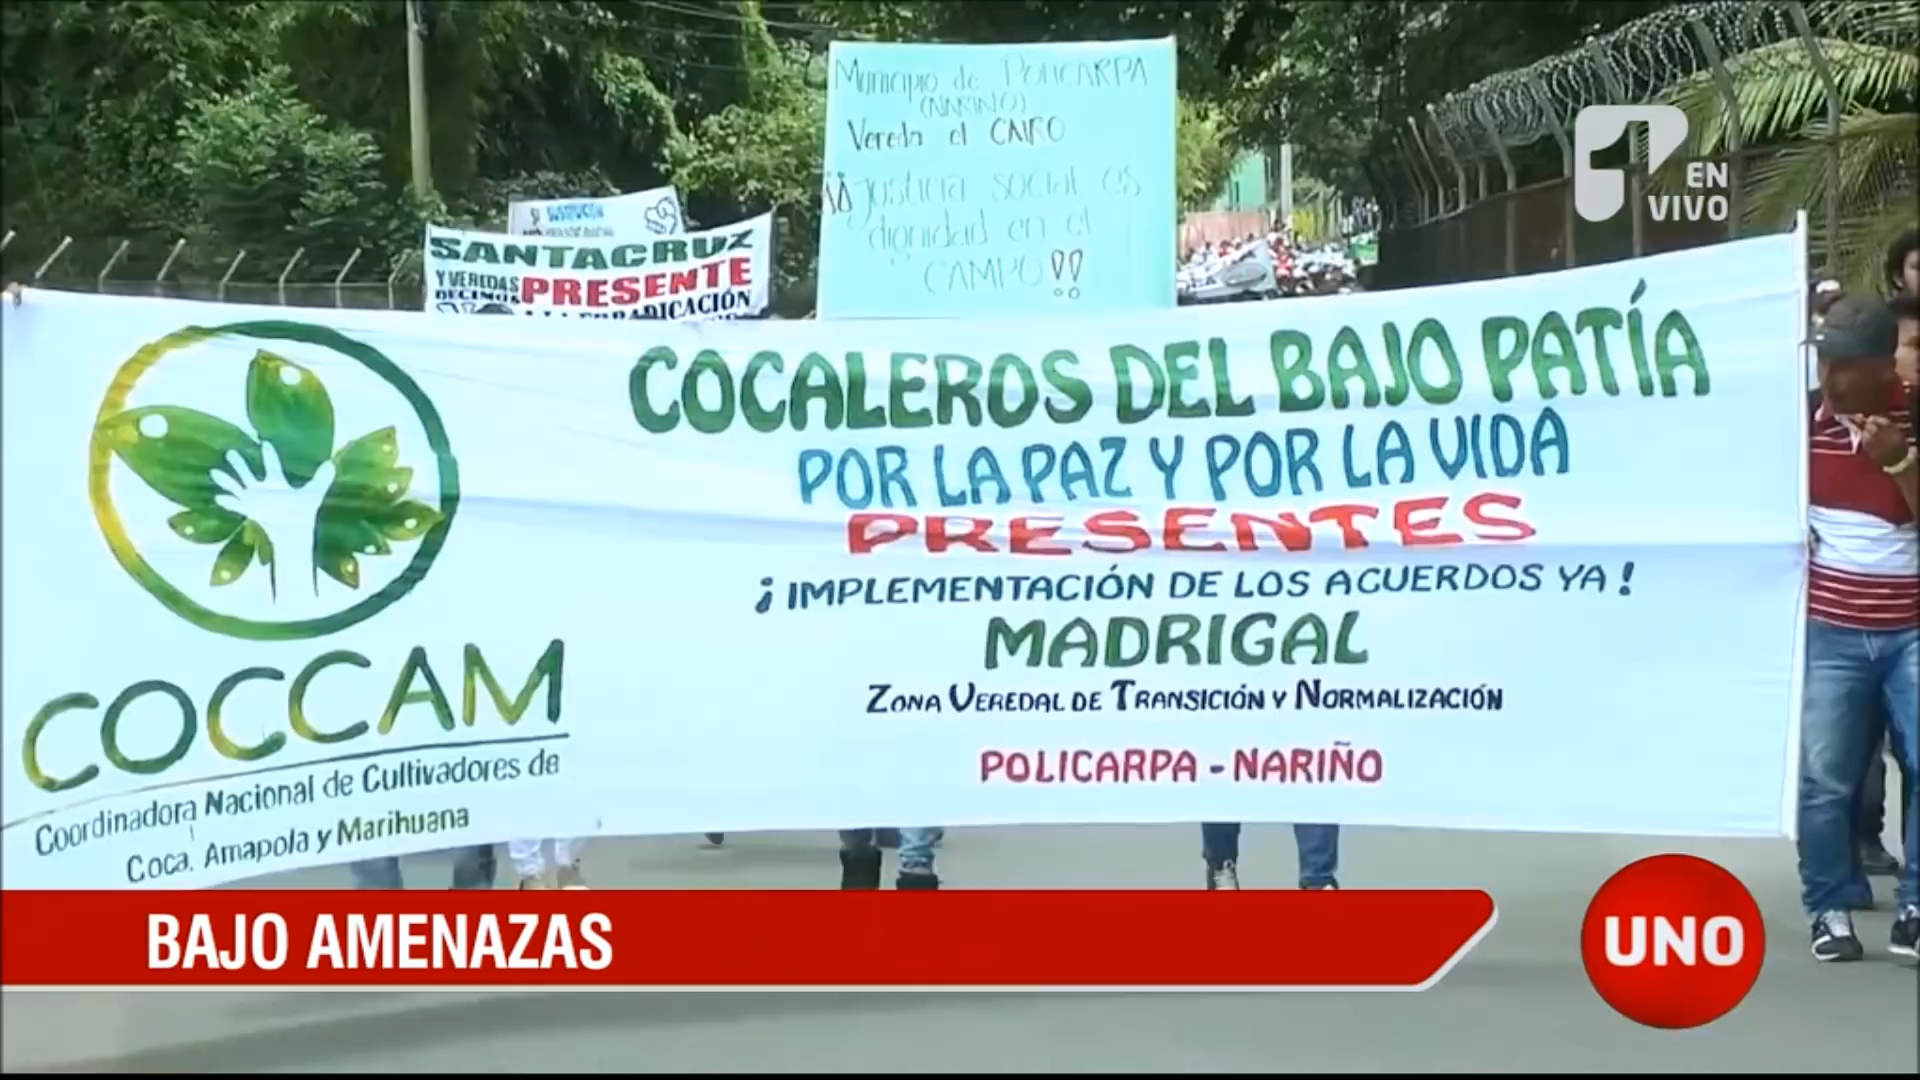 Municipio de POLICARPA
(NARIÑO)
Vereda el CAIRO
¡¡justicia social es
dignidad en el
CAMPO!!
EN
VIVO
SANTACRUZ
Y VEREDAS PRESENTE
DECIMOS
COCALEROS DEL BAJO PATÍA
POR LA PAZ Y POR LA VIDA
PRESENTES
¡IMPLEMENTACIÓN DE LOS ACUERDOS YA!
MADRIGAL
ZONA VEREDAL DE TRANSICIÓN Y NORMALIZACIÓN
POLICARPA - NARIÑO
COCCAM
Coordinadora Nacional de Cultivadores de
Coca, Amapola y Marihuana
BAJO AMENAZAS
UNO